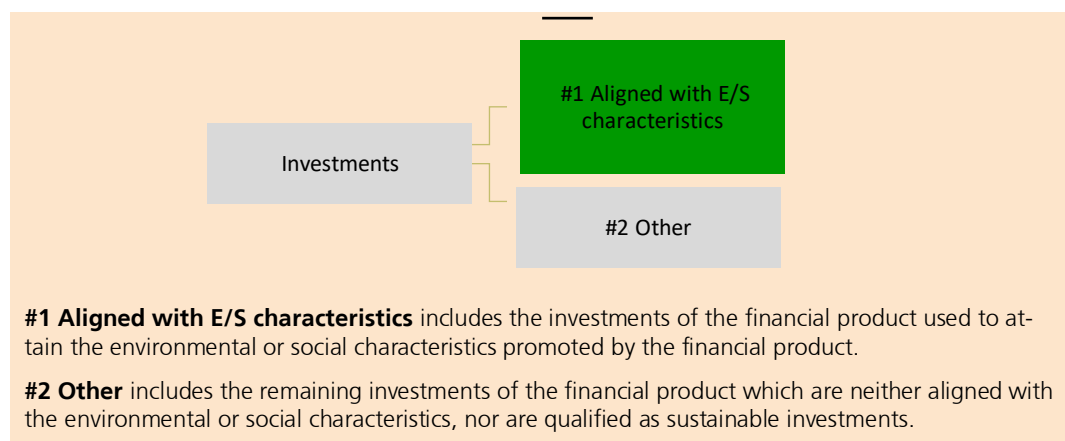 #1 Aligned with E/S
characteristics
Investments
#2 Other
#1 Aligned with E/S characteristics includes the investments of the financial product used to at-
tain the environmental or social characteristics promoted by the financial product.
#2 Other includes the remaining investments of the financial product which are neither aligned with
the environmental or social characteristics, nor are qualified as sustainable investments.